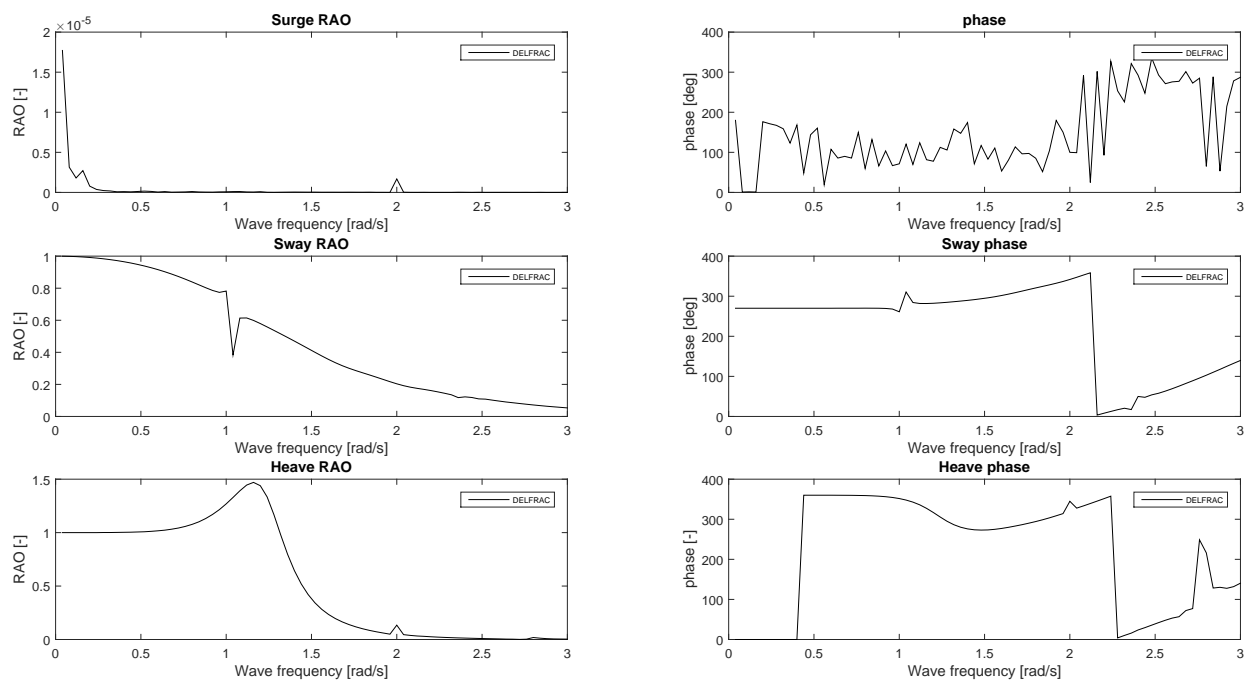 Surge RAO
×10-5
2
1.5
1
0.5
0
RAO [-]
DELFRAC
0 0.5 1 1.5 2 2.5 3
Wave frequency [rad/s]
phase
400
300
200
100
0
phase [deg]
DELFRAC
0 0.5 1 1.5 2 2.5 3
Wave frequency [rad/s]
Sway RAO
1
0.8
0.6
0.4
0.2
0
RAO [-]
DELFRAC
0 0.5 1 1.5 2 2.5 3
Wave frequency [rad/s]
Sway phase
400
300
200
100
0
phase [deg]
DELFRAC
0 0.5 1 1.5 2 2.5 3
Wave frequency [rad/s]
Heave RAO
1.5
1
0.5
0
RAO [-]
DELFRAC
0 0.5 1 1.5 2 2.5 3
Wave frequency [rad/s]
Heave phase
400
300
200
100
0
phase [-]
DELFRAC
0 0.5 1 1.5 2 2.5 3
Wave frequency [rad/s]